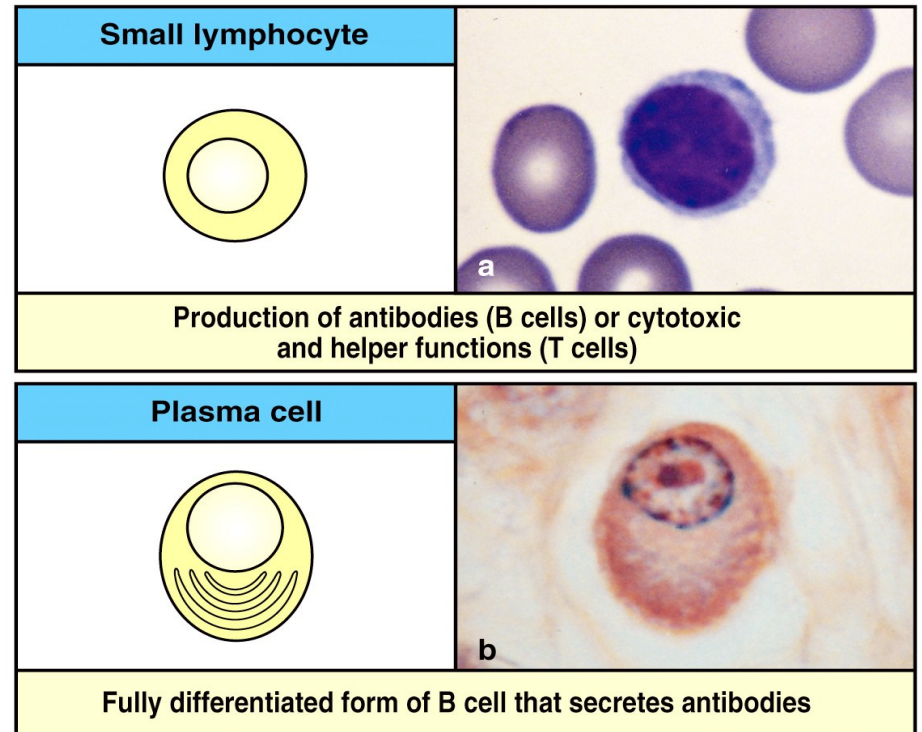 Small lymphocyte
a
Production of antibodies (B cells) or cytotoxic
and helper functions (T cells)
Plasma cell
b
Fully differentiated form of B cell that secretes antibodies